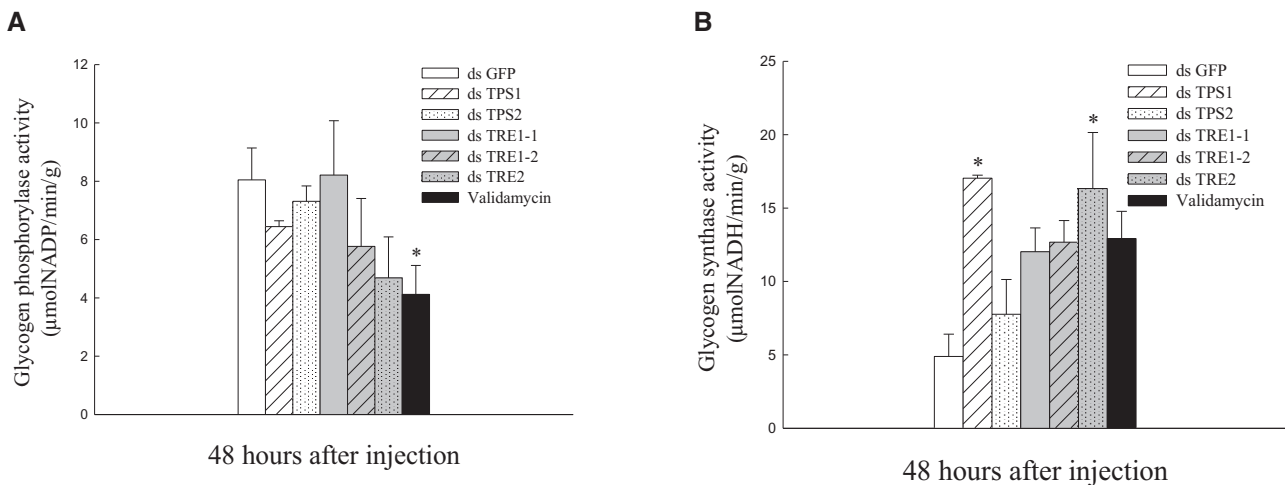 A
Glycogen phosphorylase activity
(μmolNADP/min/g)
12
10
8
6
4
2
0
ds GFP
ds TPS1
ds TPS2
ds TRE1-1
ds TRE1-2
ds TRE2
Validamycin
*
48 hours after injection
B
Glycogen synthase activity
(μmolNADH/min/g)
25
20
15
10
5
0
ds GFP
ds TPS1
ds TPS2
ds TRE1-1
ds TRE1-2
ds TRE2
Validamycin
*
*
48 hours after injection